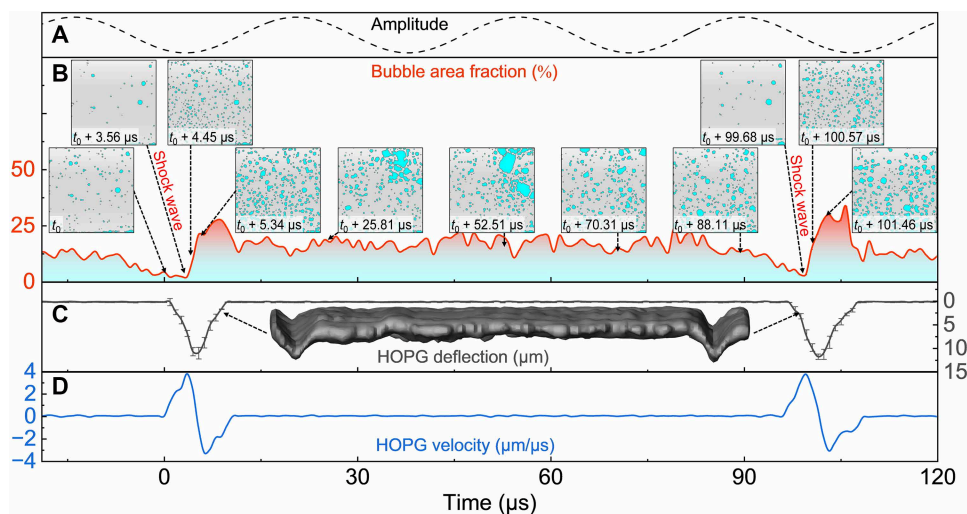 A
Amplitude
B
Bubble area fraction (%)
t0 + 3.56 µs
t0 + 4.45 µs
t0 + 99.68 µs
t0 + 100.57 µs
Shock wave
Shock wave
50
25
0
t0
t0 + 5.34 µs
t0 + 25.81 µs
t0 + 52.51 µs
t0 + 70.31 µs
t0 + 88.11 µs
t0 + 101.46 µs
C
HOPG deflection (µm)
0
5
10
15
D
4
2
0
−2
−4
HOPG velocity (µm/µs)
0
30
60
90
120
Time (µs)